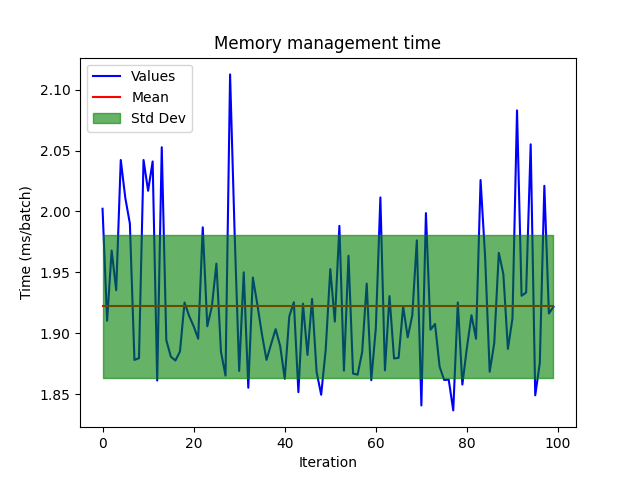 Memory management time
Values
Mean
Std Dev
Time (ms/batch)
2.10
2.05
2.00
1.95
1.90
1.85
0 20 40 60 80 100
Iteration